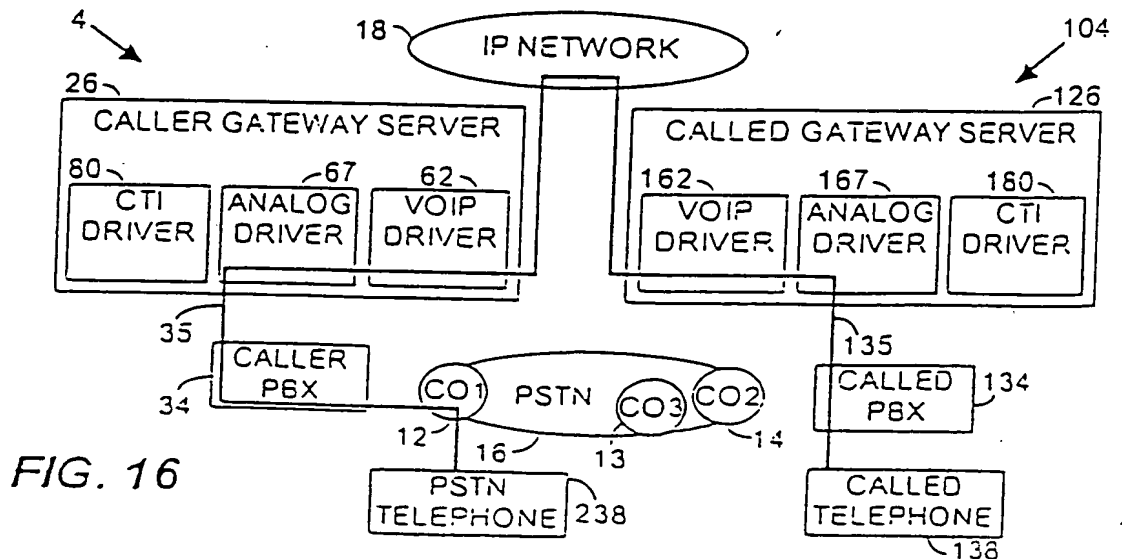 4
18
IP NETWORK
104
26
126
CALLER GATEWAY SERVER
CALLED GATEWAY SERVER
80
67
62
162
167
180
CTI DRIVER
ANALOG DRIVER
VOIP DRIVER
VOIP DRIVER
ANALOG DRIVER
CTI DRIVER
35
135
CALLER PBX
34
CO1
PSTN
CO3
CO2
CALLED PBX
134
12
16
13
14
FIG. 16
PSTN TELEPHONE
238
CALLED TELEPHONE
138